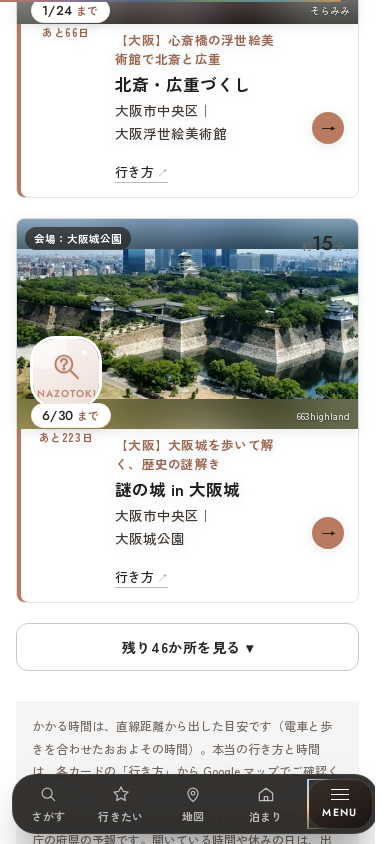 1/24 まで
そらみみ
あと66日
【大阪】心斎橋の浮世絵美
術館で北斎と広重
北斎・広重づくし
大阪市中央区｜
大阪浮世絵美術館
→
行き方 ↗
会場：大阪城公園
約15分
NAZOTOKI
6/30 まで
663highland
あと223日
【大阪】大阪城を歩いて解
く、歴史の謎解き
謎の城 in 大阪城
大阪市中央区｜
大阪城公園
→
行き方 ↗
残り46か所を見る ▾
かかる時間は、直線距離から出した目安です（電車と歩
きを合わせたおおよその時間）。本当の行き方と時間
は、各カードの「行き方」から Google マップでご確認く
さがす
行きたい
地図
泊まり
MENU
庁の府県の予報です。開いている時間や休みの日は、出